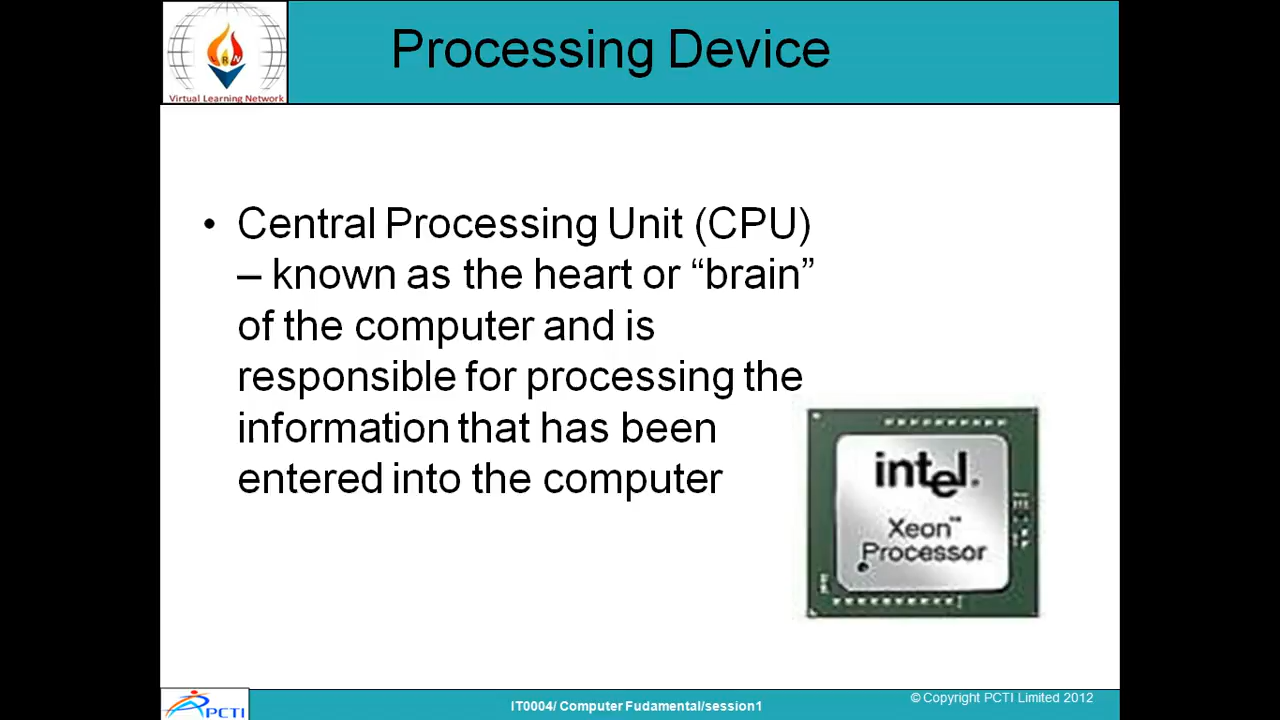 Processing Device
Virtual Learning Network
• Central Processing Unit (CPU)
– known as the heart or “brain”
of the computer and is
responsible for processing the
information that has been
entered into the computer
intel®
Xeon™
Processor
PCTI
IT0004/ Computer Fudamental/session1
© Copyright PCTI Limited 2012